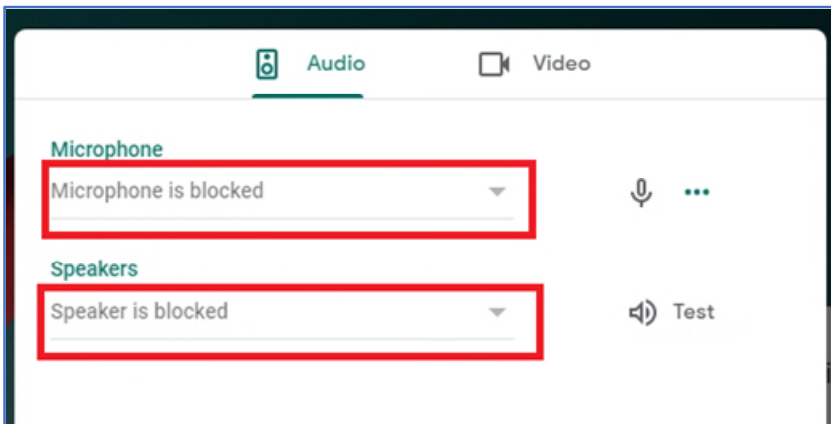 Audio Video
Microphone
Microphone is blocked
Speakers
Speaker is blocked
Test